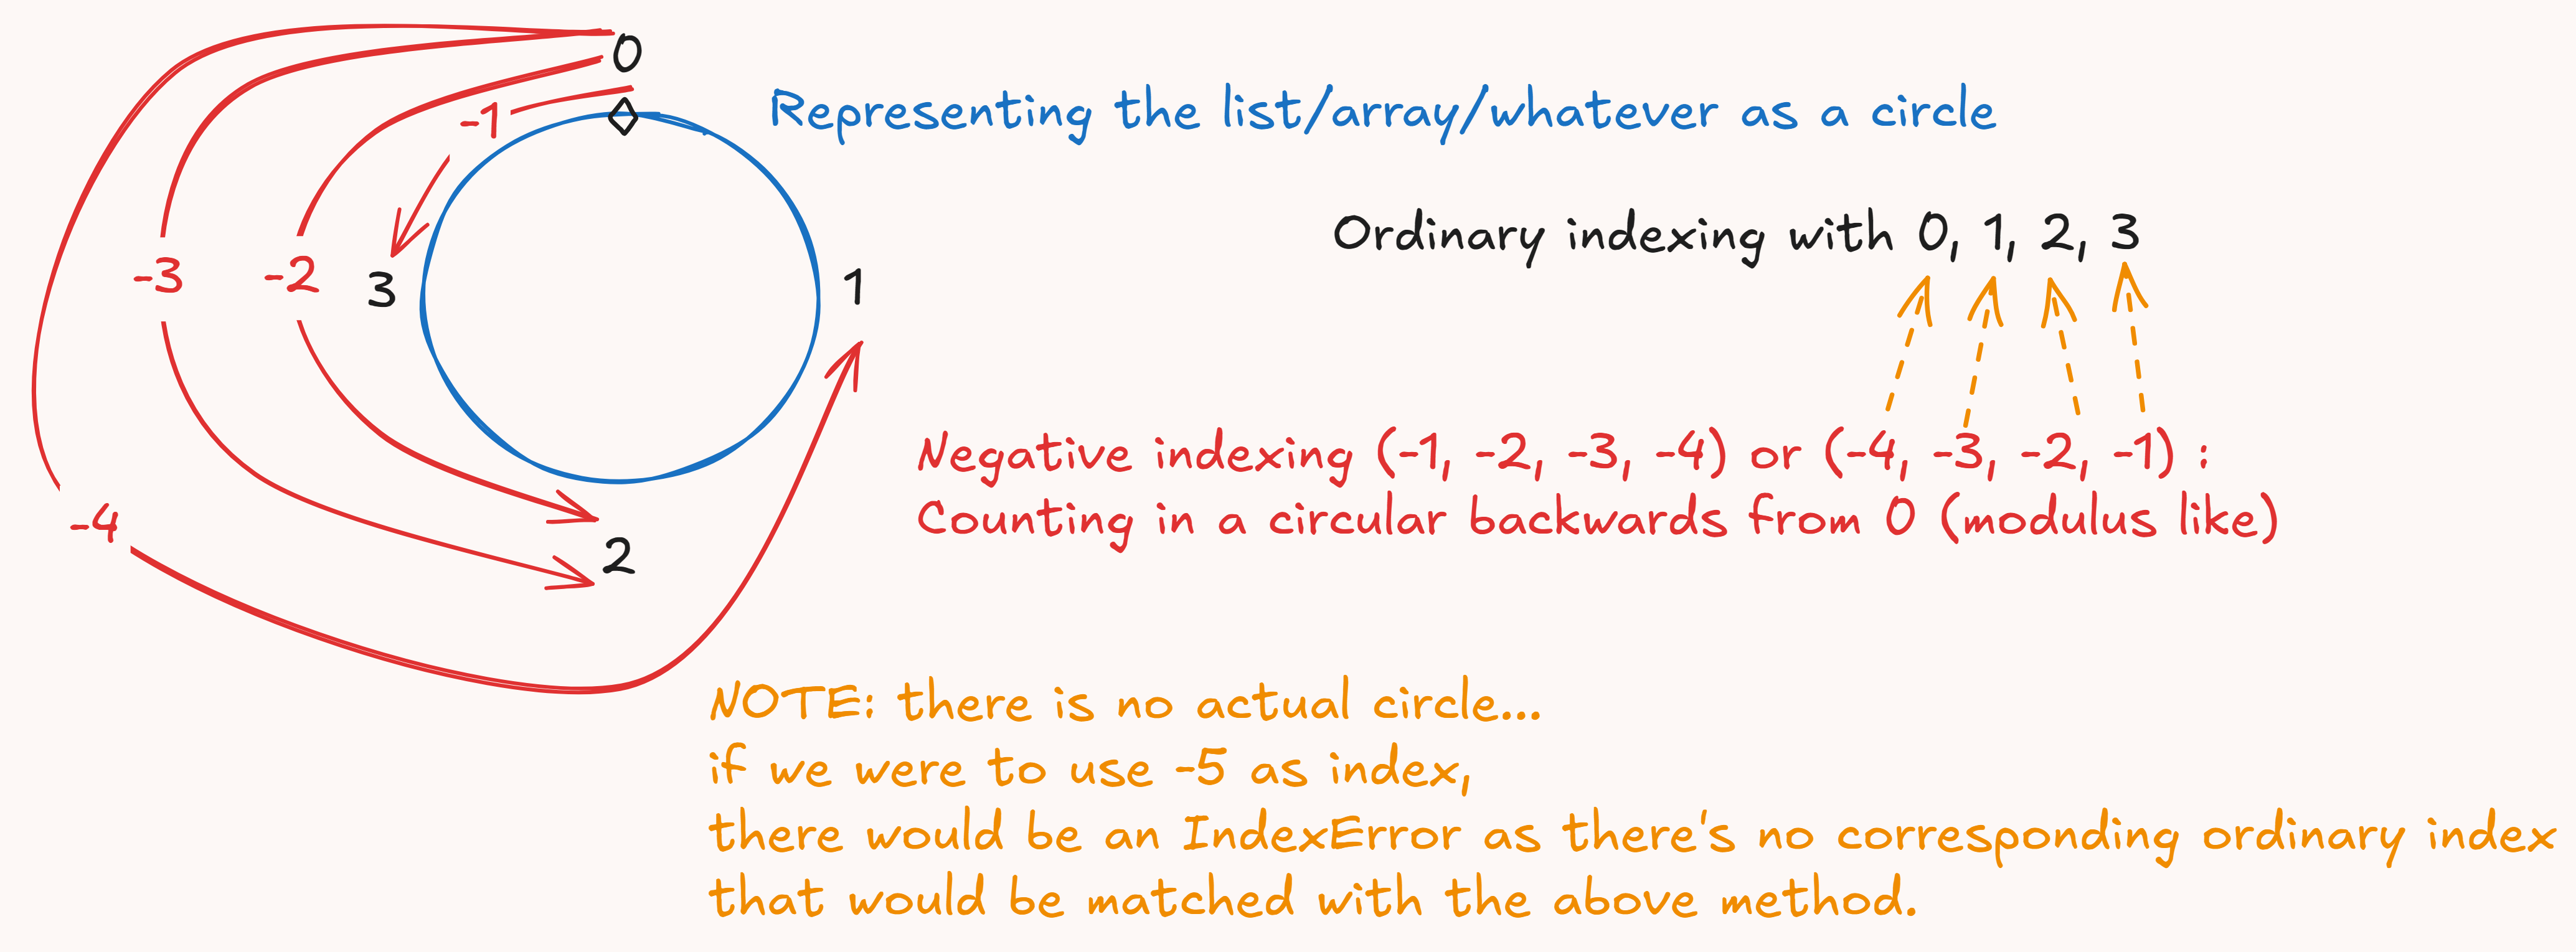 0
-1
Representing the list/array/whatever as a circle
Ordinary indexing with 0, 1, 2, 3
-3
-2
3
1
Negative indexing (-1, -2, -3, -4) or (-4, -3, -2, -1) :
Counting in a circular backwards from 0 (modulus like)
-4
2
NOTE: there is no actual circle...
if we were to use -5 as index,
there would be an IndexError as there's no corresponding ordinary index
that would be matched with the above method.